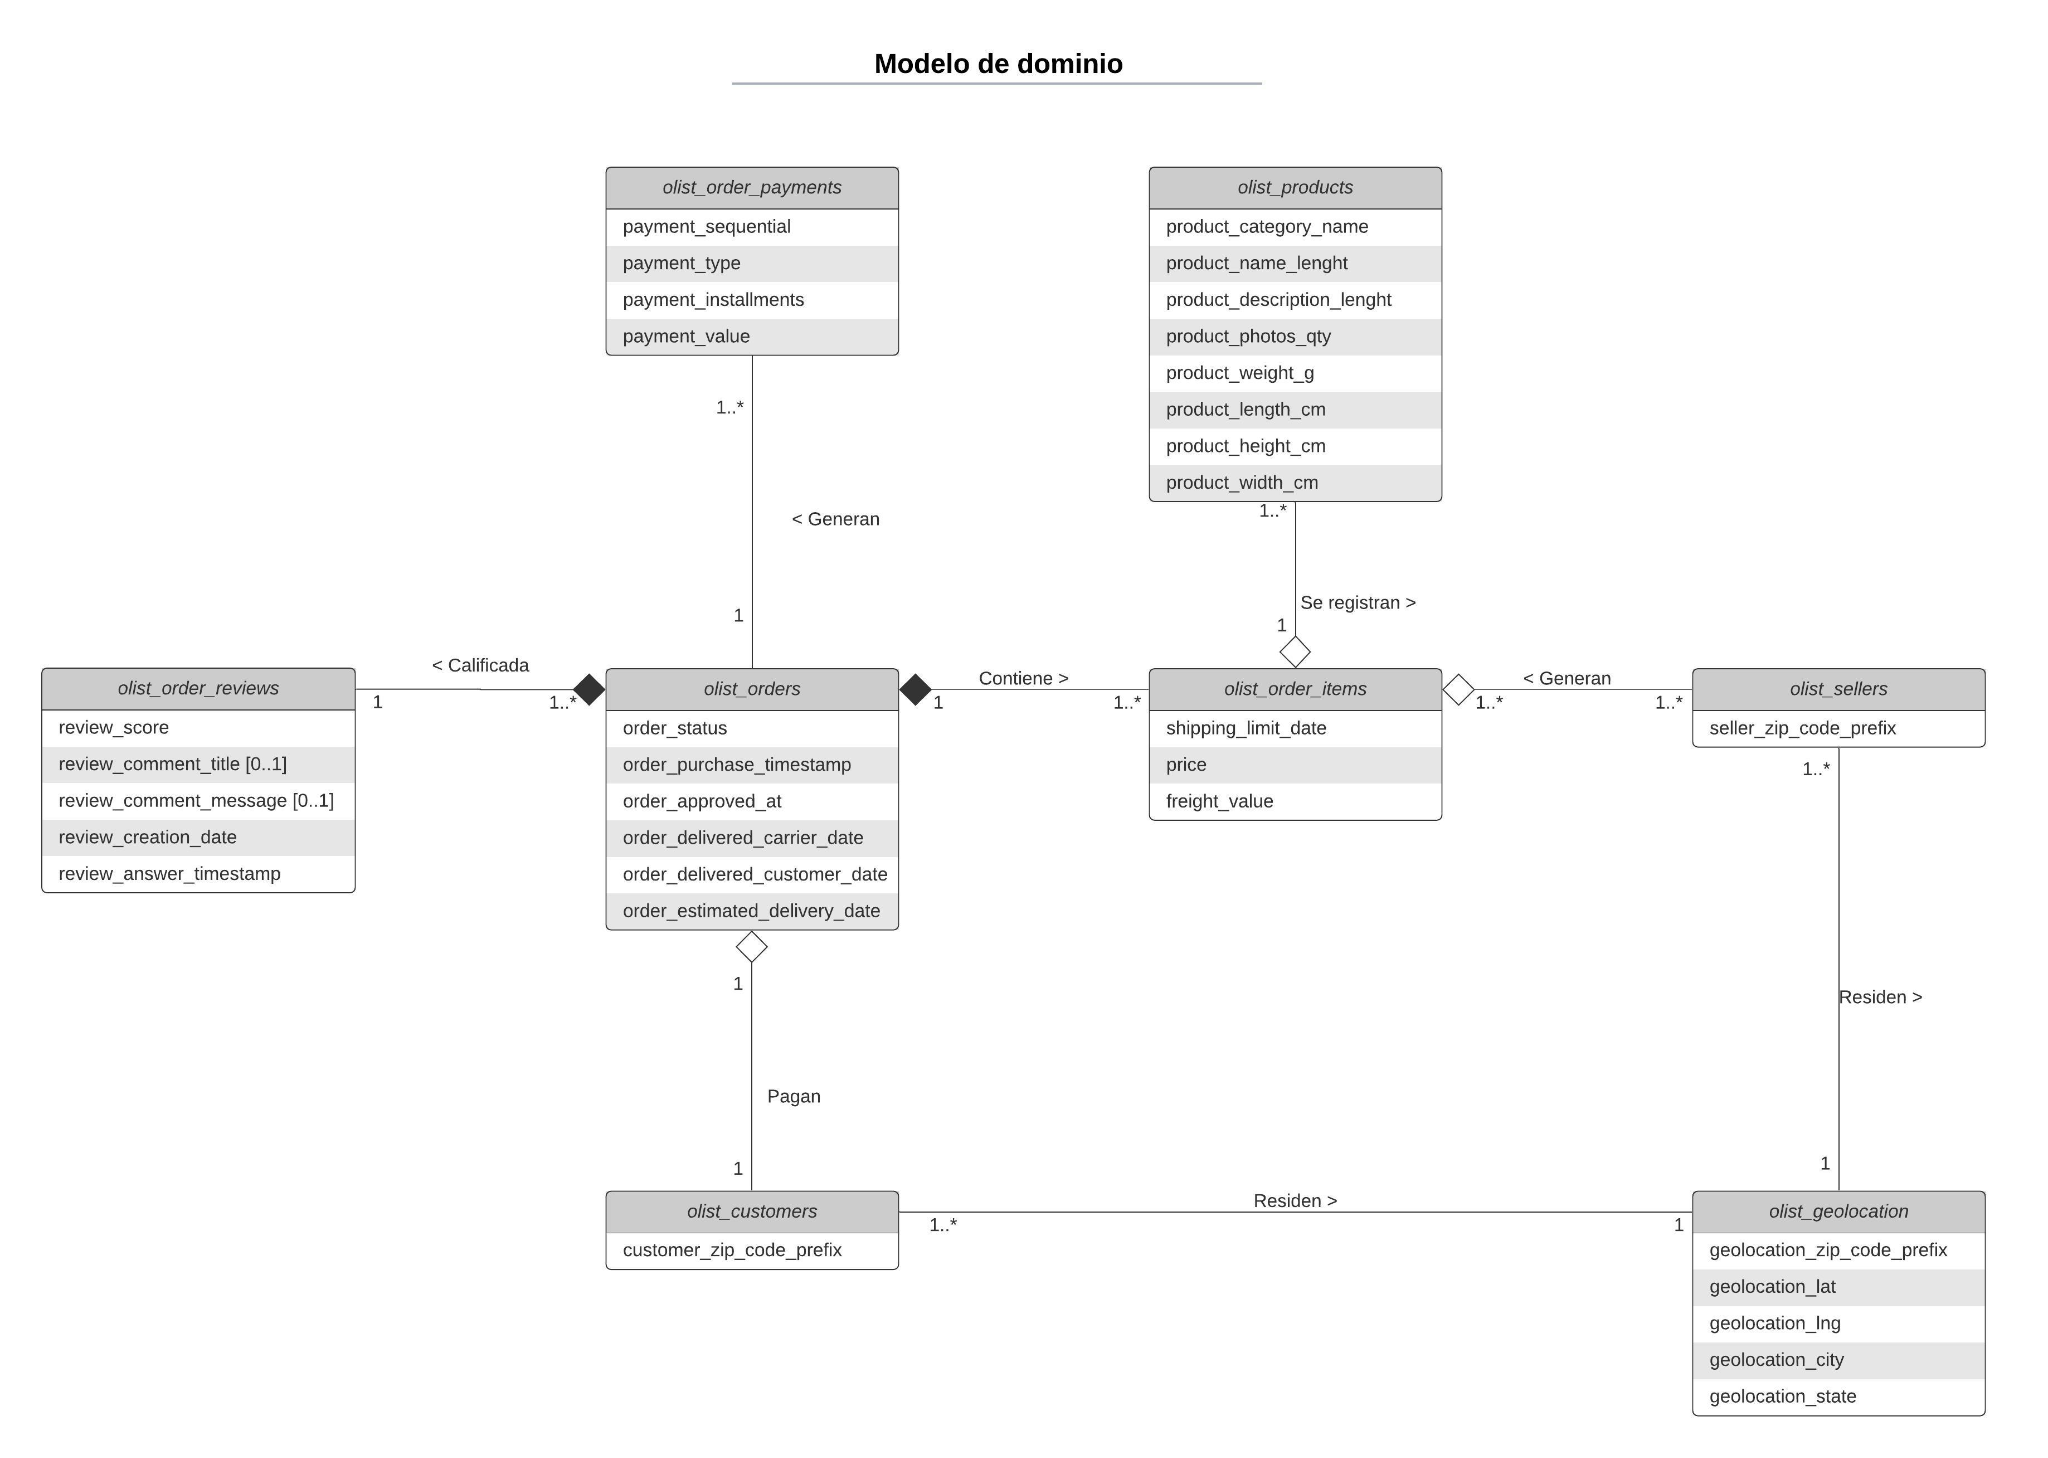 Modelo de dominio
olist_order_payments
payment_sequential
payment_type
payment_installments
payment_value
olist_products
product_category_name
product_name_lenght
product_description_lenght
product_photos_qty
product_weight_g
product_length_cm
product_height_cm
product_width_cm
1..*
< Generan
1
1..*
Se registran >
1
olist_order_reviews
review_score
review_comment_title [0..1]
review_comment_message [0..1]
review_creation_date
review_answer_timestamp
< Calificada
1
1..*
olist_orders
order_status
order_purchase_timestamp
order_approved_at
order_delivered_carrier_date
order_delivered_customer_date
order_estimated_delivery_date
Contiene >
1
1..*
olist_order_items
shipping_limit_date
price
freight_value
< Generan
1..*
1..*
olist_sellers
seller_zip_code_prefix
1..*
Residen >
1
1
Pagan
1
olist_customers
customer_zip_code_prefix
Residen >
1..*
1
olist_geolocation
geolocation_zip_code_prefix
geolocation_lat
geolocation_lng
geolocation_city
geolocation_state